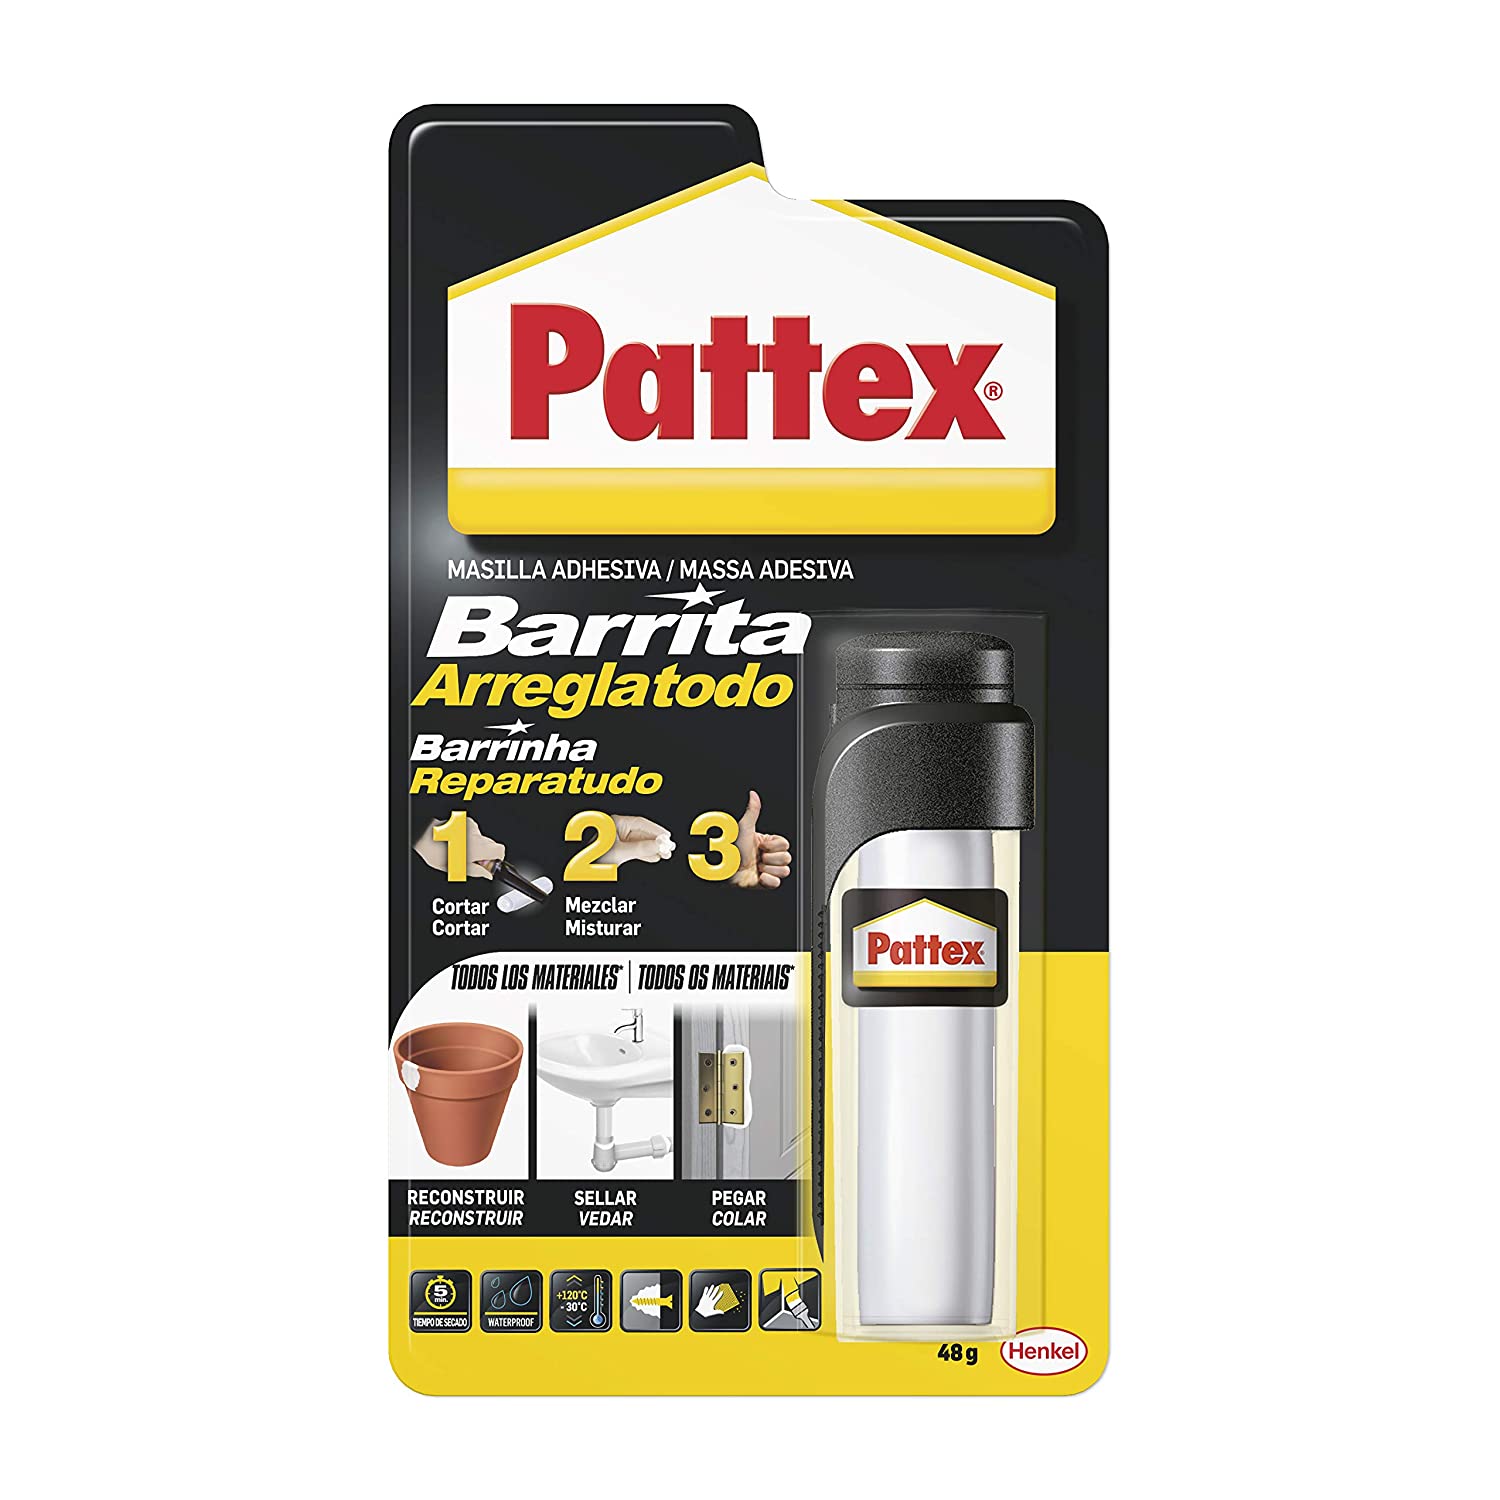 Pattex®
MASILLA ADHESIVA / MASSA ADESIVA
Barrita
Arreglatodo
Barrinha
Reparatudo
1 2 3
Cortar Mezclar
Cortar Misturar
Pattex
TODOS LOS MATERIALES* | TODOS OS MATERIAIS*
RECONSTRUIR SELLAR PEGAR
RECONSTRUIR VEDAR COLAR
5
min.
TIEMPO DE SECADO
WATERPROOF
+120°C
-30°C
48 g
Henkel